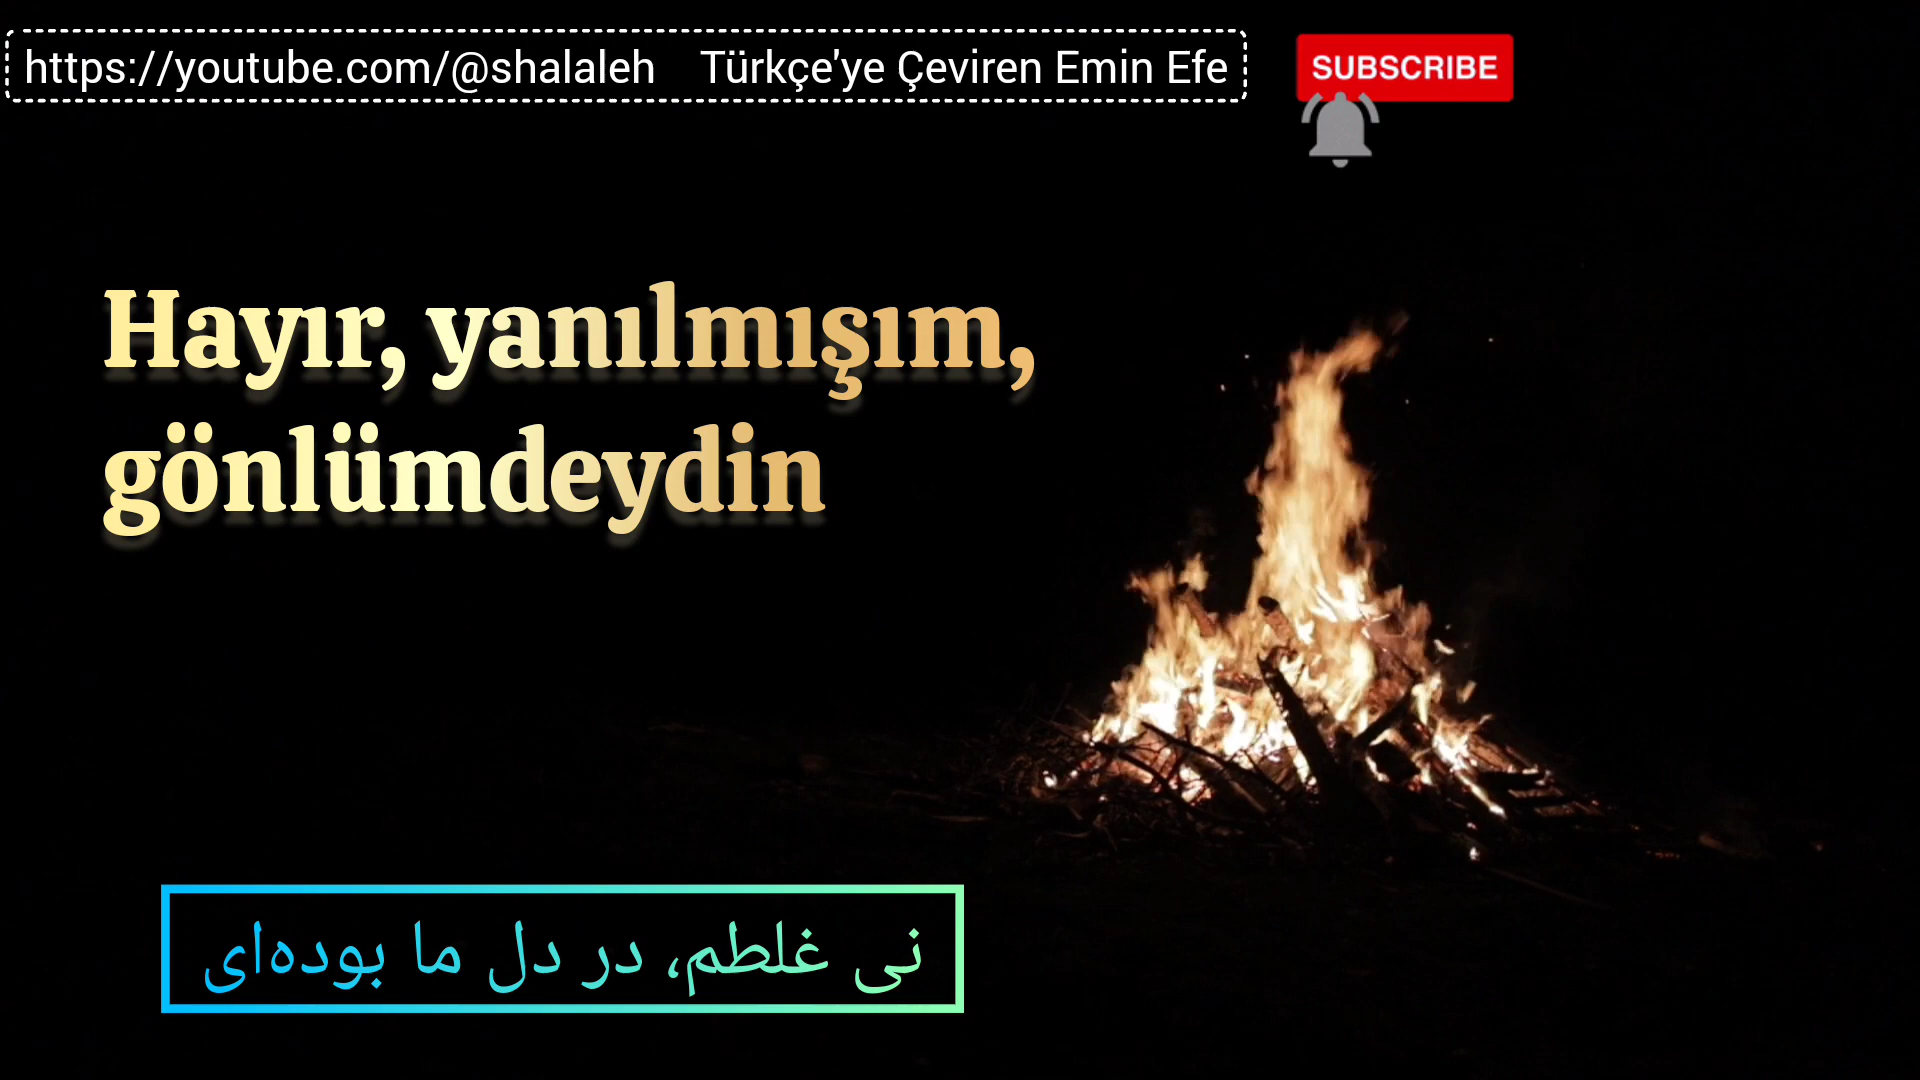 https://youtube.com/@shalaleh Türkçe'ye Çeviren Emin Efe
SUBSCRIBE
Hayır, yanılmışım,
gönlümdeydin
نی غلطم، در دل ما بوده‌ای